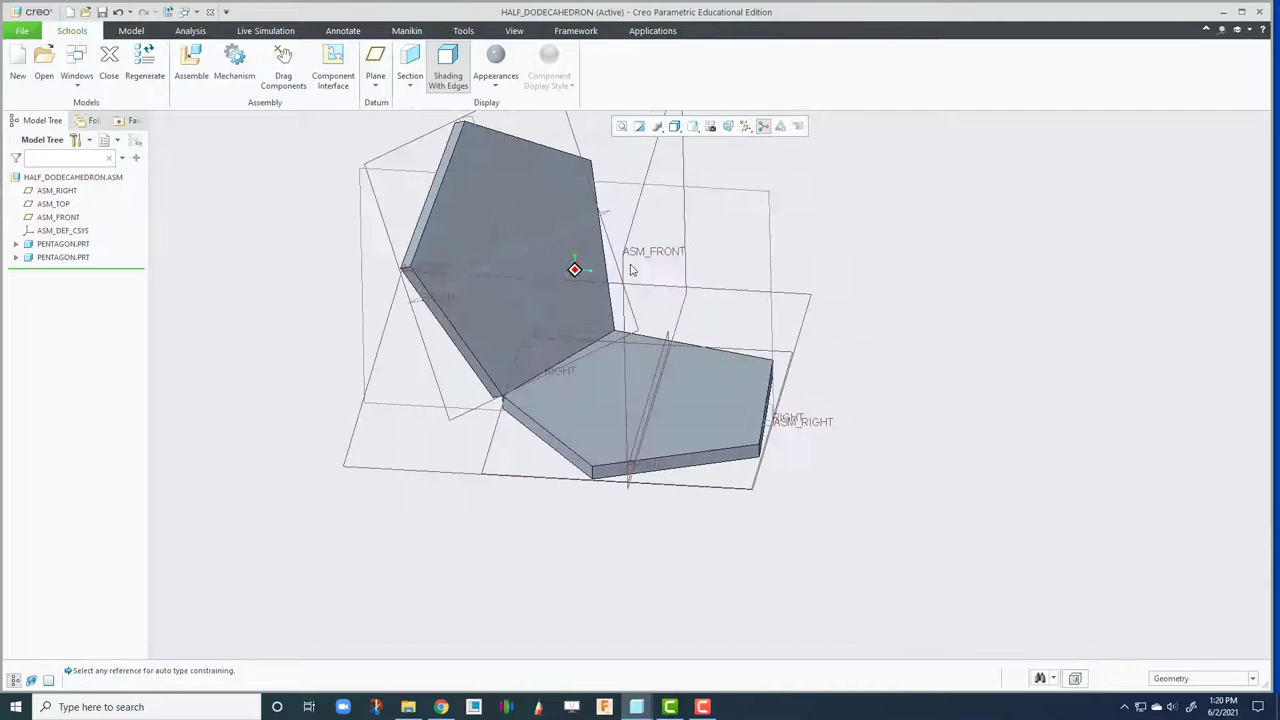 creo
HALF_DODECAHEDRON (Active) - Creo Parametric Educational Edition
File
Schools
Model
Analysis
Live Simulation
Annotate
Manikin
Tools
View
Framework
Applications
New
Open
Windows
Close
Regenerate
Assemble
Mechanism
Drag
Components
Component
Interface
Plane
Section
Shading
With Edges
Appearances
Component
Display Style
Models
Assembly
Datum
Display
Model Tree
Fol
Fav
Model Tree
HALF_DODECAHEDRON.ASM
ASM_RIGHT
ASM_TOP
ASM_FRONT
ASM_DEF_CSYS
PENTAGON.PRT
PENTAGON.PRT
ASM_FRONT
RIGHT
RIGHT
ASM_RIGHT
Select any reference for auto type constraining.
Geometry
Type here to search
1:20 PM
6/2/2021